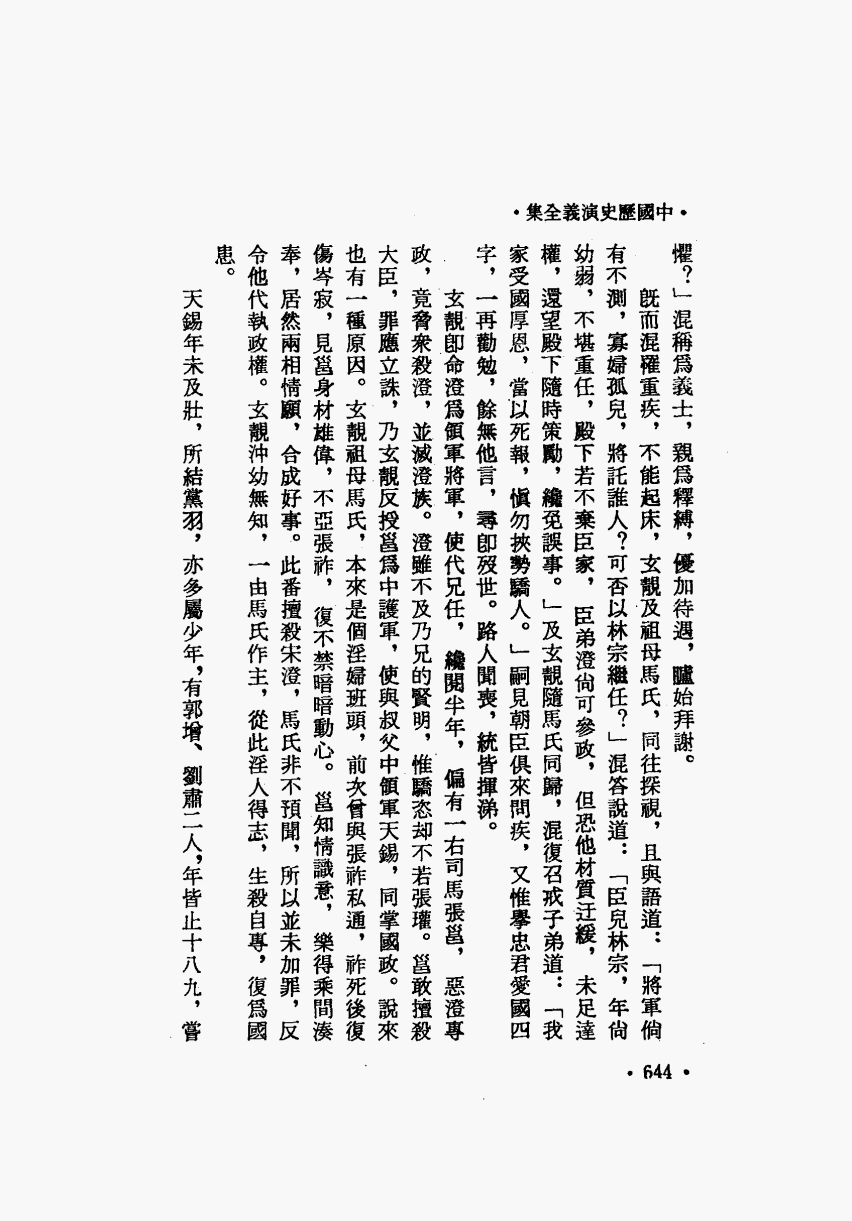 •中國歷史演義全集•
懼？」混稱爲義士，親爲釋縛，優加待遇，臚始拜謝。
旣而混罹重疾，不能起床，玄靚及祖母馬氏，同往探視，且與語道：「將軍倘
有不測，寡婦孤兒，將託誰人？可否以林宗繼任？」混答說道：「臣兒林宗，年尙
幼弱，不堪重任，殿下若不棄臣家，臣弟澄尙可參政，但恐他材質迂緩，未足達
權，還望殿下隨時策勵，纔免誤事。」及玄靚隨馬氏同歸，混復召戒子弟道：「我
家受國厚恩，當以死報，愼勿挾勢驕人。」嗣見朝臣俱來問疾，又惟擧忠君愛國四
字，一再勸勉，餘無他言，尋卽歿世。路人聞喪，統皆揮涕。
玄靚卽命澄爲領軍將軍，使代兄任，纔閱半年，偏有一右司馬張邕，惡澄專
政，竟脅衆殺澄，並滅澄族。澄雖不及乃兄的賢明，惟驕恣却不若張瓘。邕敢擅殺
大臣，罪應立誅，乃玄靚反授邕爲中護軍，使與叔父中領軍天錫，同掌國政。說來
也有一種原因。玄靚祖母馬氏，本來是個淫婦班頭，前次曾與張祚私通，祚死後復
傷岑寂，見邕身材雄偉，不亞張祚，復不禁暗暗動心。邕知情識意，樂得乘間湊
奉，居然兩相情願，合成好事。此番擅殺宋澄，馬氏非不預聞，所以並未加罪，反
令他代執政權。玄靚沖幼無知，一由馬氏作主，從此淫人得志，生殺自專，復爲國
患。
天錫年未及壯，所結黨羽，亦多屬少年，有郭增、劉肅二人，年皆止十八九，嘗
•644•